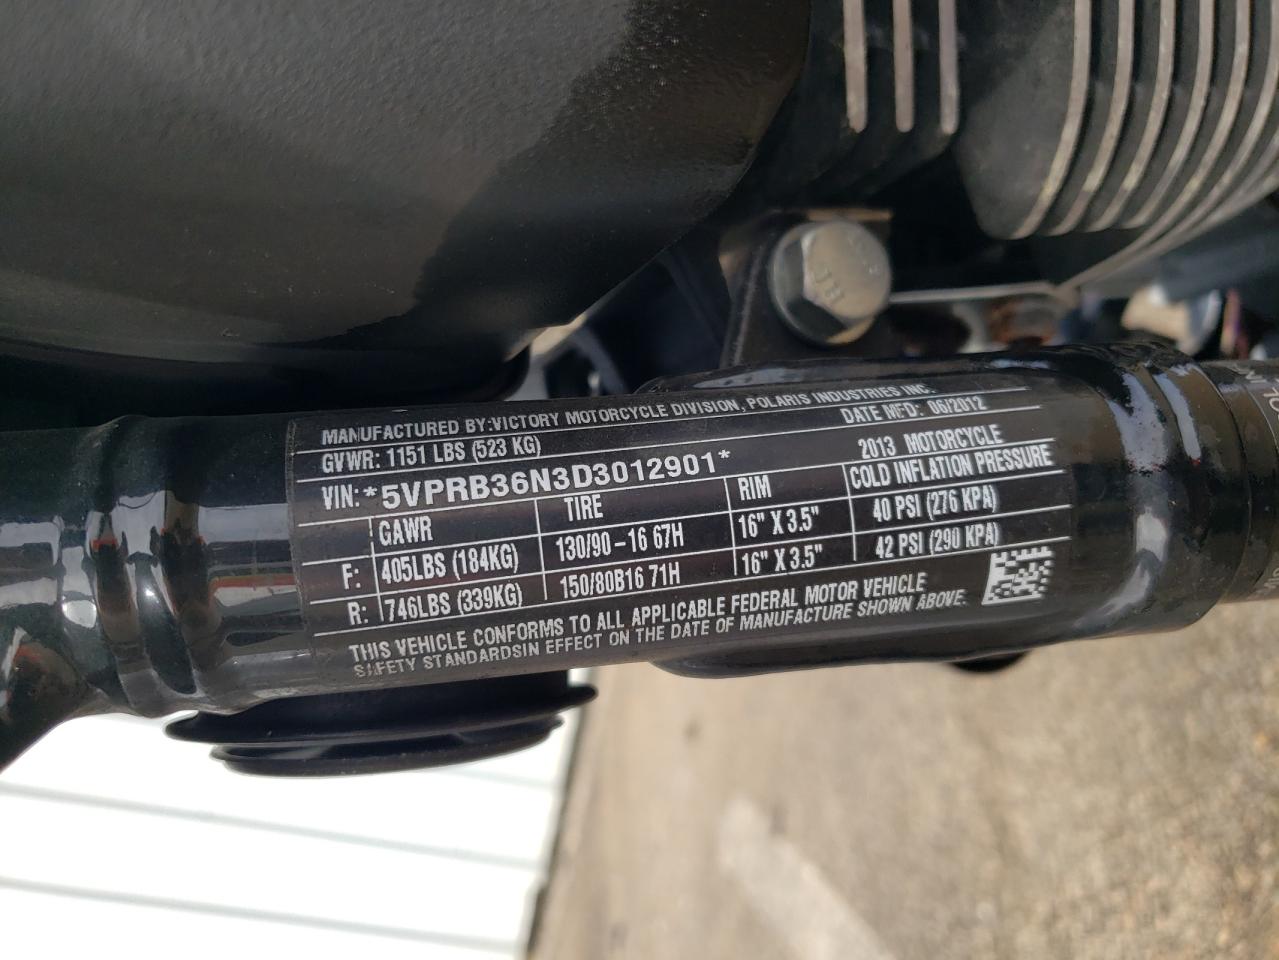 MANUFACTURED BY:VICTORY MOTORCYCLE DIVISION, POLARIS INDUSTRIES INC.
GVWR: 1151 LBS (523 KG) DATE MFD: 06/2012
VIN: *5VPRB36N3D3012901* 2013 MOTORCYCLE
GAWR TIRE RIM COLD INFLATION PRESSURE
F: 405LBS (184KG) 130/90-16 67H 16" X 3.5" 40 PSI (276 KPA)
R: 746LBS (339KG) 150/80B16 71H 16" X 3.5" 42 PSI (290 KPA)
THIS VEHICLE CONFORMS TO ALL APPLICABLE FEDERAL MOTOR VEHICLE
SAFETY STANDARDSIN EFFECT ON THE DATE OF MANUFACTURE SHOWN ABOVE.